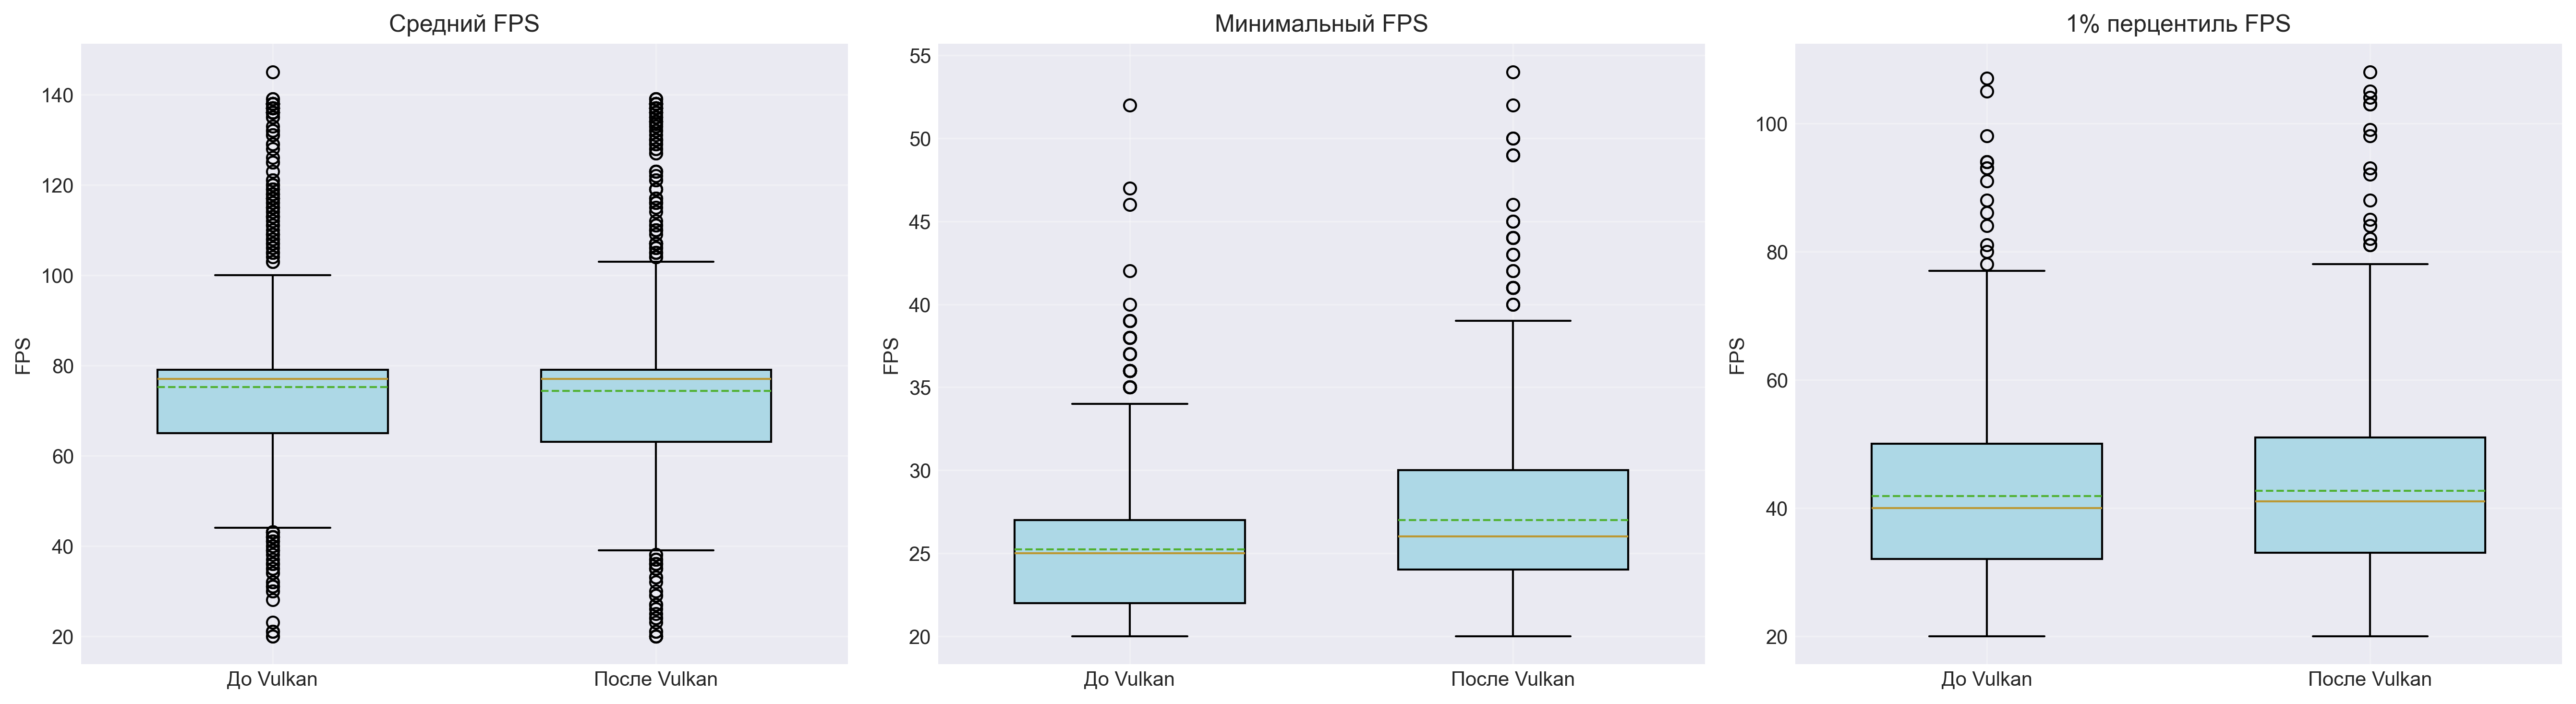 Средний FPS
FPS
140
120
100
80
60
40
20
До Vulkan
После Vulkan
Минимальный FPS
FPS
55
50
45
40
35
30
25
20
До Vulkan
После Vulkan
1% перцентиль FPS
FPS
100
80
60
40
20
До Vulkan
После Vulkan